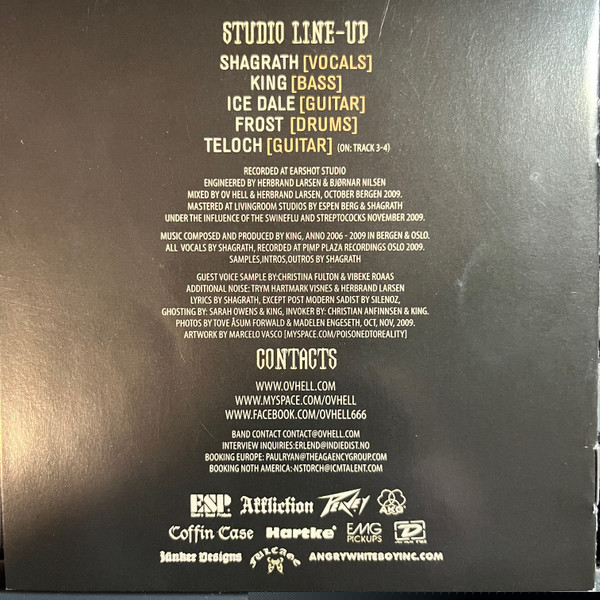 STUDIO LINE-UP
SHAGRATH [VOCALS]
KING [BASS]
ICE DALE [GUITAR]
FROST [DRUMS]
TELOCH [GUITAR] (ON: TRACK 3-4)
RECORDED AT EARSHOT STUDIO
ENGINEERED BY HERBRAND LARSEN & BJØRNAR NILSEN
MIXED BY OV HELL & HERBRAND LARSEN, OCTOBER BERGEN 2009.
MASTERED AT LIVINGROOM STUDIOS BY ESPEN BERG & SHAGRATH
UNDER THE INFLUENCE OF THE SWINEFLU AND STREPTOCOCKS NOVEMBER 2009.
MUSIC COMPOSED AND PRODUCED BY KING, ANNO 2006 - 2009 IN BERGEN & OSLO.
ALL VOCALS BY SHAGRATH, RECORDED AT PIMP PLAZA RECORDINGS OSLO 2009.
SAMPLES,INTROS,OUTROS BY SHAGRATH
GUEST VOICE SAMPLE BY:CHRISTINA FULTON & VIBEKE ROAAS
ADDITIONAL NOISE: TRYM HARTMARK VISNES & HERBRAND LARSEN
LYRICS BY SHAGRATH, EXCEPT POST MODERN SADIST BY SILENOZ,
GHOSTING BY: SARAH OWENS & KING, INVOKER BY: CHRISTIAN ANFINNSEN & KING.
PHOTOS BY TOVE ÅSUM FORWALD & MADELEN ENGESETH, OCT, NOV, 2009.
ARTWORK BY MARCELO VASCO [MYSPACE.COM/POISONEDTOREALITY]
CONTACTS
WWW.OVHELL.COM
WWW.MYSPACE.COM/OVHELL
WWW.FACEBOOK.COM/OVHELL666
BAND CONTACT CONTACT@OVHELL.COM
INTERVIEW INQUIRIES:ERLEND@INDIEDIST.NO
BOOKING EUROPE: PAULRYAN@THEAGAENCYGROUP.COM
BOOKING NOTH AMERICA:-NSTORCH@ICMTALENT.COM
ESP Affliction PEAVEY AKG
Coffin Case Hartke EMG PICKUPS
Jünker Designs ANGRYWHITEBOYINC.COM